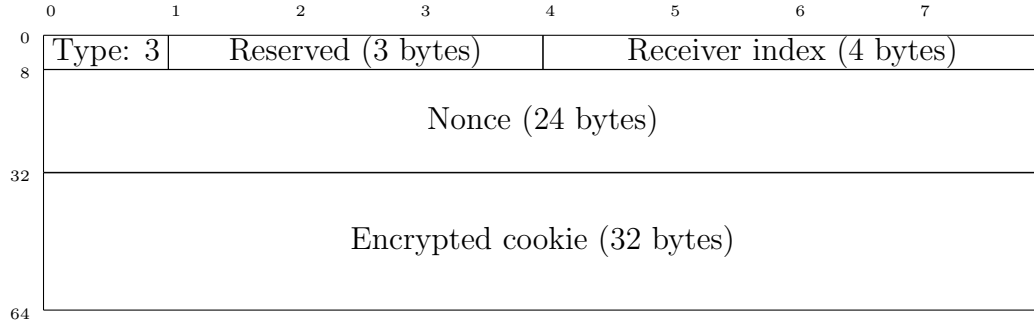 0 1 2 3 4 5 6 7
0 Type: 3 Reserved (3 bytes) Receiver index (4 bytes)
8
Nonce (24 bytes)
32
Encrypted cookie (32 bytes)
64